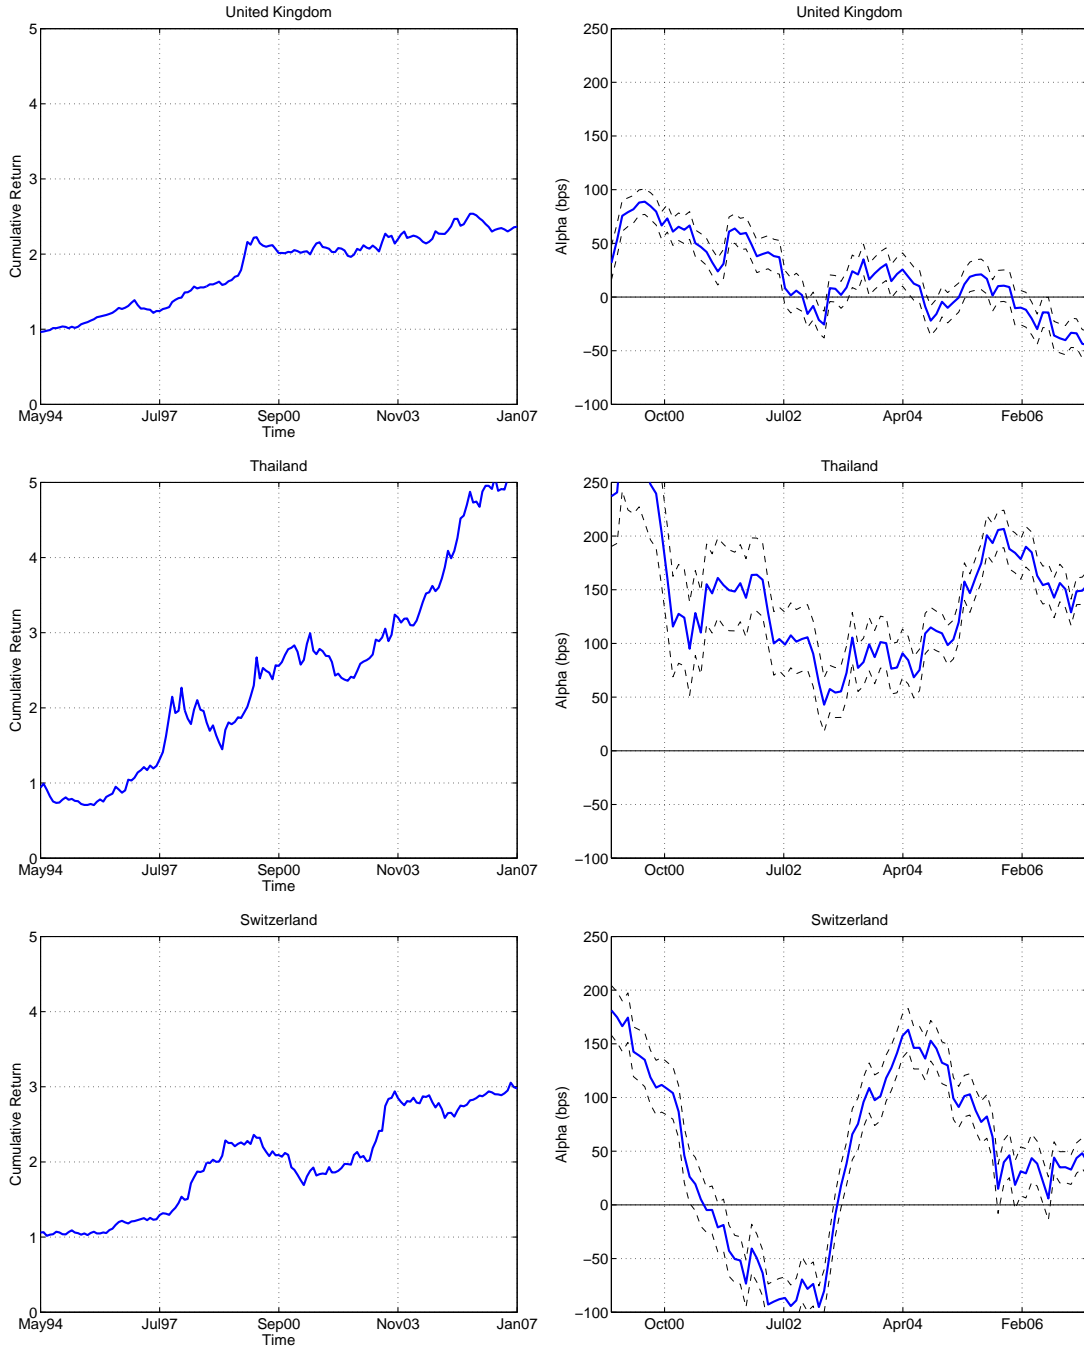 United Kingdom
5
4
3
2
1
0
Cumulative Return
May94 Jul97 Sep00 Nov03 Jan07
Time
United Kingdom
250
200
150
100
50
0
−50
−100
Alpha (bps)
Oct00 Jul02 Apr04 Feb06
Thailand
5
4
3
2
1
0
Cumulative Return
May94 Jul97 Sep00 Nov03 Jan07
Time
Thailand
250
200
150
100
50
0
−50
−100
Alpha (bps)
Oct00 Jul02 Apr04 Feb06
Switzerland
5
4
3
2
1
0
Cumulative Return
May94 Jul97 Sep00 Nov03 Jan07
Time
Switzerland
250
200
150
100
50
0
−50
−100
Alpha (bps)
Oct00 Jul02 Apr04 Feb06